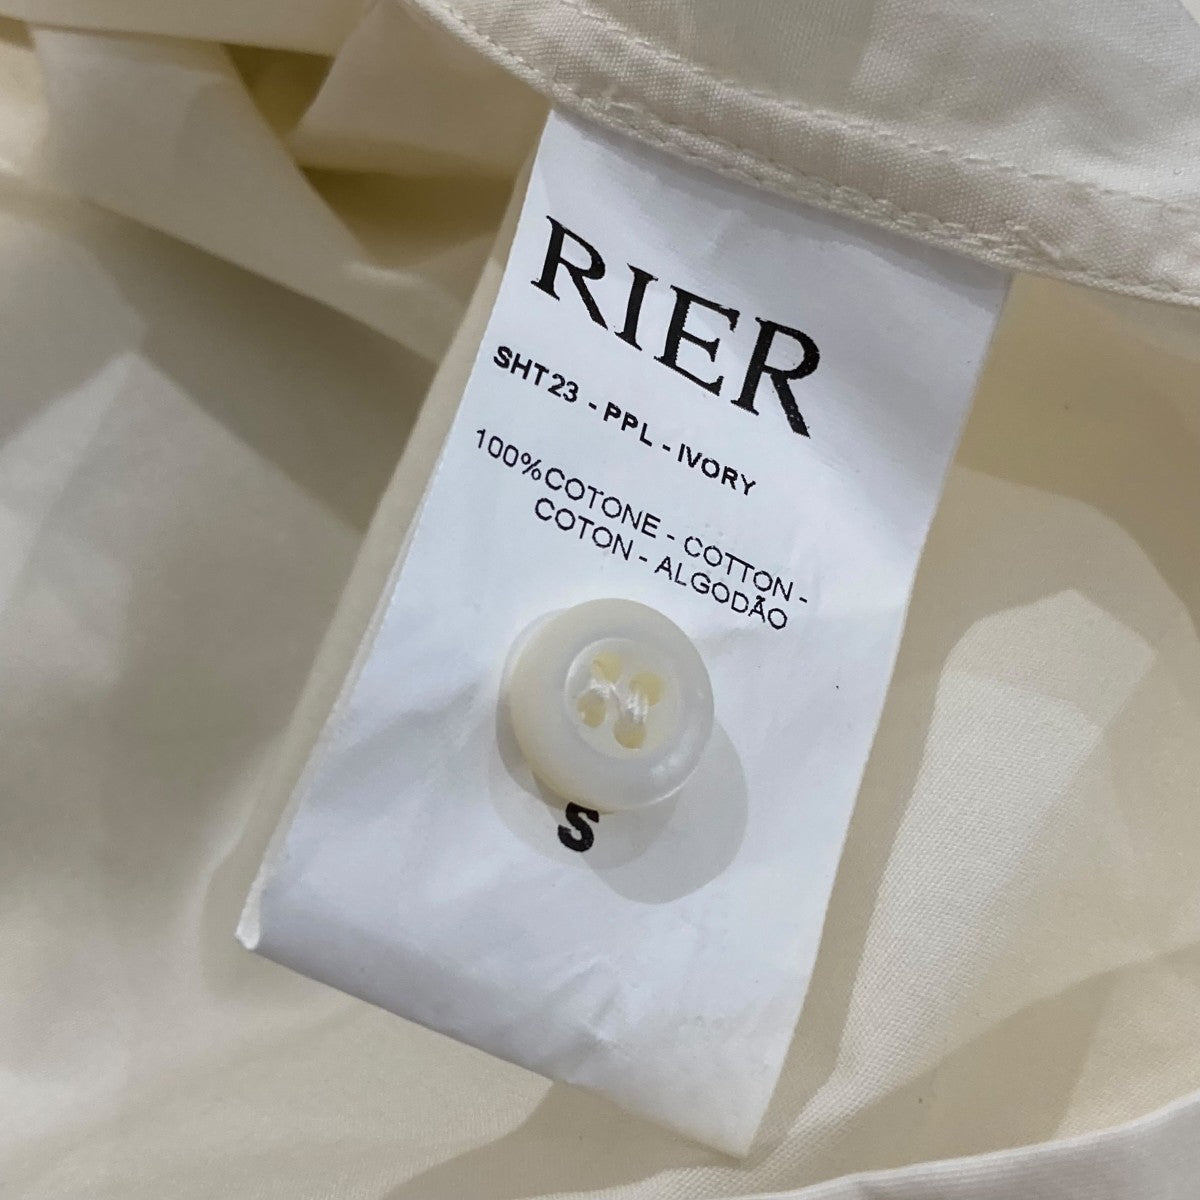 RIER
SHT23 - PPL - IVORY
100%COTONE - COTTON -
COTON - ALGODÃO
S